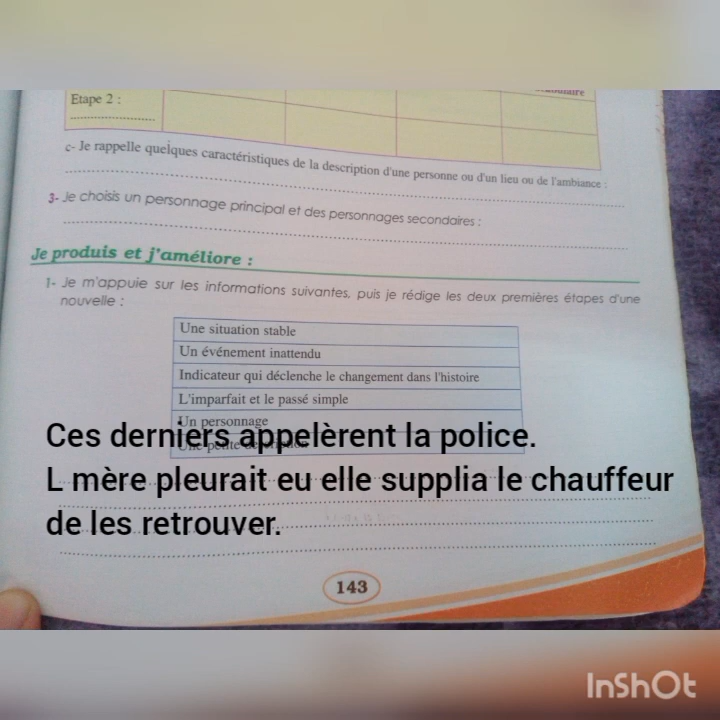 Etape 2 :
c- Je rappelle quelques caractéristiques de la description d'une personne ou d'un lieu ou de l'ambiance :
3- Je choisis un personnage principal et des personnages secondaires :
Je produis et j'améliore :
1- Je m'appuie sur les informations suivantes, puis je rédige les deux premières étapes d'une
nouvelle :
Une situation stable
Un événement inattendu
Indicateur qui déclenche le changement dans l'histoire
L'imparfait et le passé simple
Un personnage
Une petite
Ces derniers appelèrent la police.
L mère pleurait eu elle supplia le chauffeur
de les retrouver.
143
InShOt